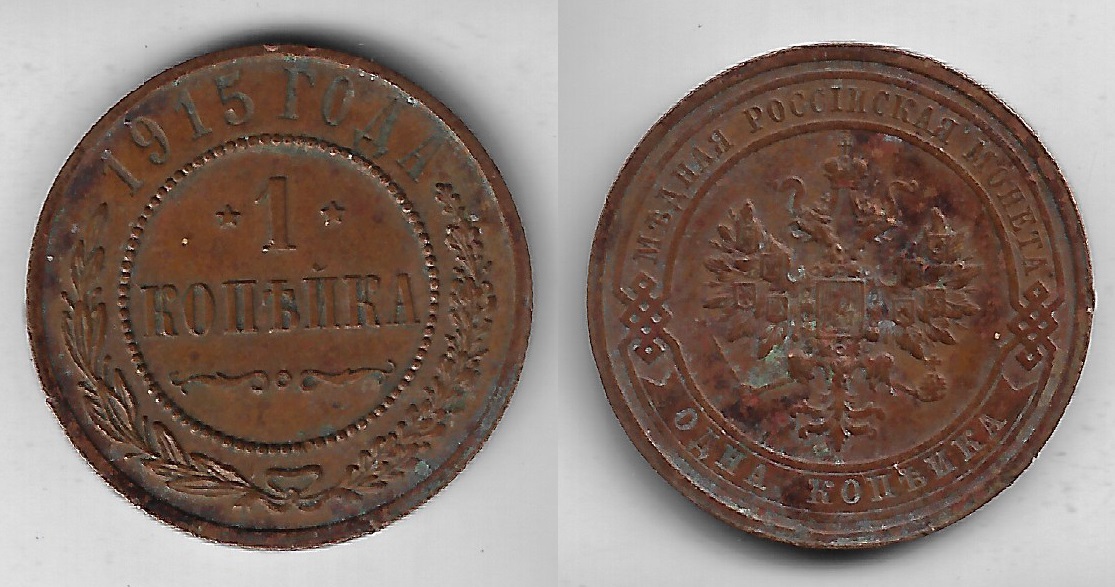 1915 ГОДА
1
КОПѢЙКА
МѢДНАЯ РОССІЙСКАЯ МОНЕТА
ОДНА КОПѢЙКА